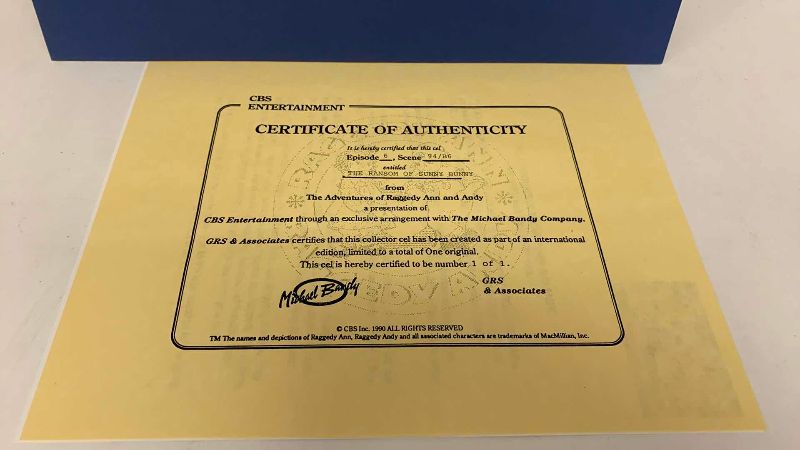 CBS
ENTERTAINMENT
CERTIFICATE OF AUTHENTICITY
It is hereby certified that this cel
Episode 6, Scene 94/B6
entitled
THE RANSOM OF SUNNY BUNNY
from
The Adventures of Raggedy Ann and Andy
a presentation of
CBS Entertainment through an exclusive arrangement with The Michael Bandy Company.
GRS & Associates certifies that this collector cel has been created as part of an international
edition, limited to a total of One original.
This cel is hereby certified to be number 1 of 1.
Michael Bandy
GRS
& Associates
© CBS Inc. 1990 ALL RIGHTS RESERVED
TM The names and depictions of Raggedy Ann, Raggedy Andy and all associated characters are trademarks of MacMillian, Inc.